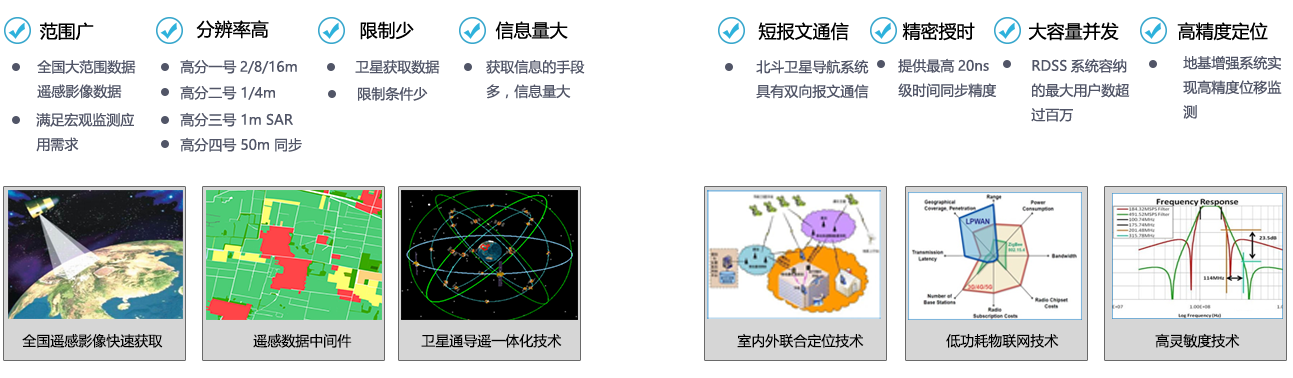 范围广
分辨率高
限制少
信息量大
短报文通信
精密授时
大容量并发
高精度定位
全国大范围数据
遥感影像数据
满足宏观监测应
用需求
高分一号 2/8/16m
高分二号 1/4m
高分三号 1m SAR
高分四号 50m 同步
卫星获取数据
限制条件少
获取信息的手段
多，信息量大
北斗卫星导航系统
具有双向报文通信
提供最高 20ns
级时间同步精度
RDSS 系统容纳
的最大用户数超
过百万
地基增强系统实
现高精度位移监
测
Range
Geographical
Coverage, Penetration
Power
Consumption
LPWAN
ZigBee
Transmission
Latency
Bandwidth
3G/4G/5G
Number of
Base Stations
Radio
Subscription Costs
Radio Chipset
Costs
Frequency Response
184.32MSPS Filter
491.52MSPS Filter
200.74MHz
275.74MHz
201.48MHz
315.78MHz
23.5dB
114MHz
1.00E+08
Log Frequency (Hz)
全国遥感影像快速获取
遥感数据中间件
卫星通导遥一体化技术
室内外联合定位技术
低功耗物联网技术
高灵敏度技术